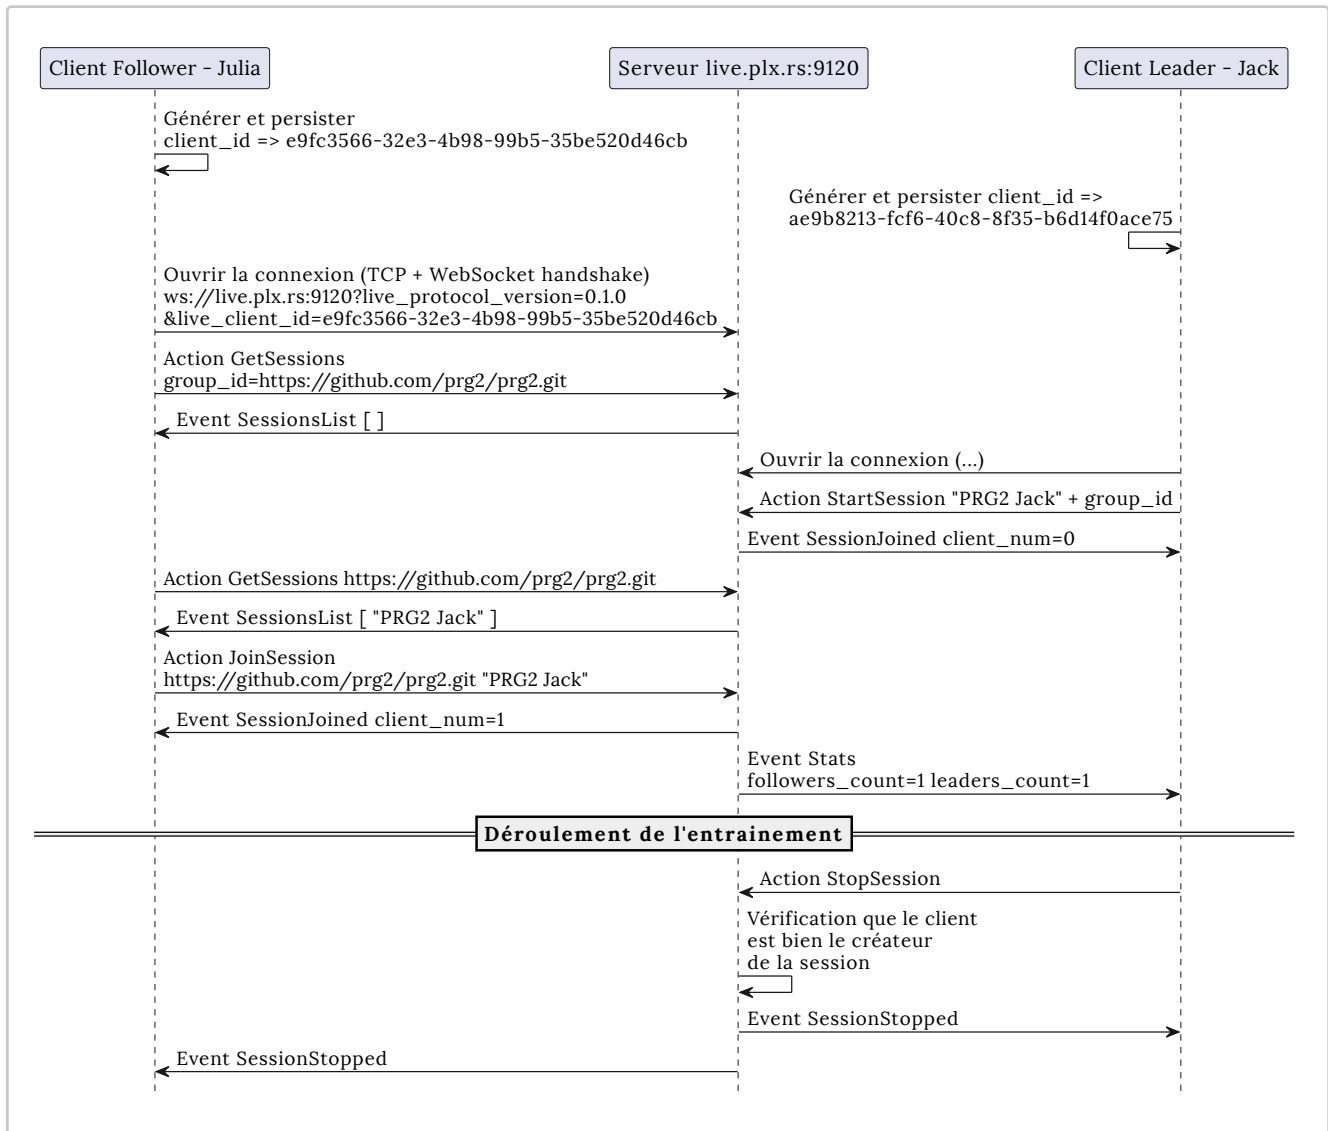 Client Follower - Julia
Serveur live.plx.rs:9120
Client Leader - Jack
Générer et persister
client_id => e9fc3566-32e3-4b98-99b5-35be520d46cb
Générer et persister client_id =>
ae9b8213-fcf6-40c8-8f35-b6d14f0ace75
Ouvrir la connexion (TCP + WebSocket handshake)
ws://live.plx.rs:9120?live_protocol_version=0.1.0
&live_client_id=e9fc3566-32e3-4b98-99b5-35be520d46cb
Action GetSessions
group_id=https://github.com/prg2/prg2.git
Event SessionsList [ ]
Ouvrir la connexion (...)
Action StartSession "PRG2 Jack" + group_id
Event SessionJoined client_num=0
Action GetSessions https://github.com/prg2/prg2.git
Event SessionsList [ "PRG2 Jack" ]
Action JoinSession
https://github.com/prg2/prg2.git "PRG2 Jack"
Event SessionJoined client_num=1
Event Stats
followers_count=1 leaders_count=1
Déroulement de l'entrainement
Action StopSession
Vérification que le client
est bien le créateur
de la session
Event SessionStopped
Event SessionStopped